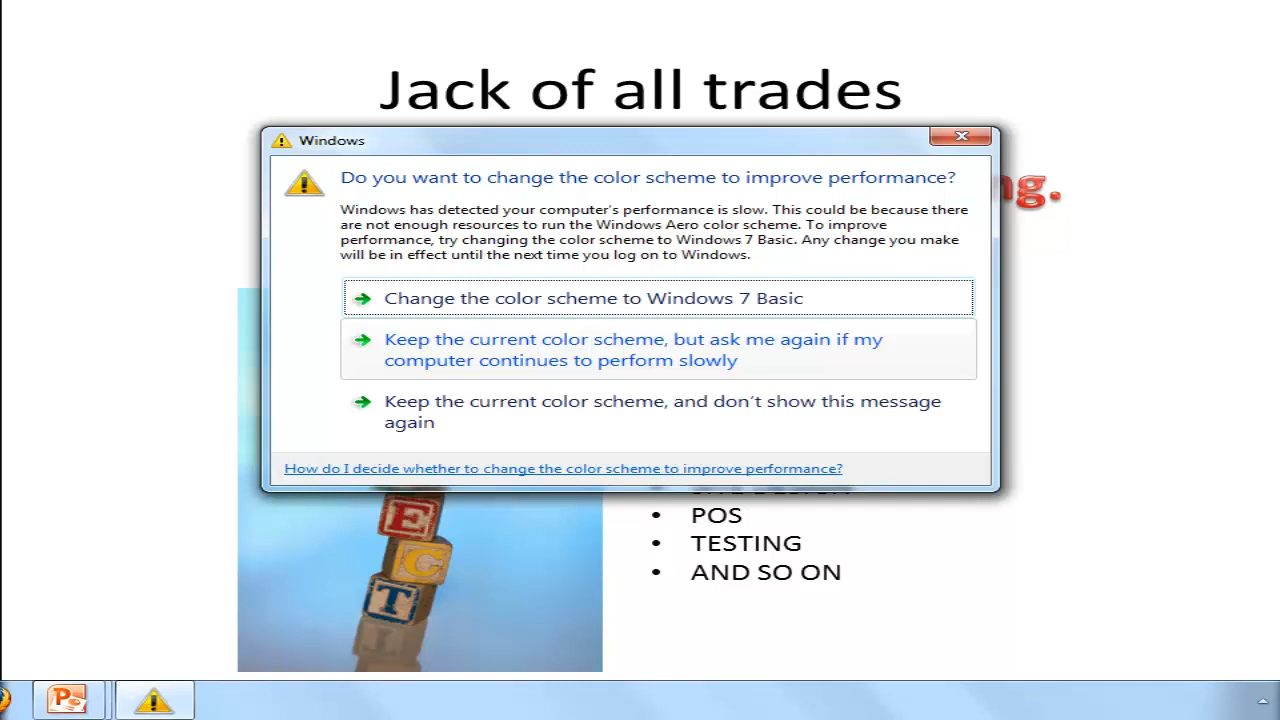 Jack of all trades
Windows
Do you want to change the color scheme to improve performance?
ng.
Windows has detected your computer's performance is slow. This could be because there
are not enough resources to run the Windows Aero color scheme. To improve
performance, try changing the color scheme to Windows 7 Basic. Any change you make
will be in effect until the next time you log on to Windows.
Change the color scheme to Windows 7 Basic
Keep the current color scheme, but ask me again if my
computer continues to perform slowly
Keep the current color scheme, and don't show this message
again
How do I decide whether to change the color scheme to improve performance?
E
C
T
• POS
• TESTING
• AND SO ON